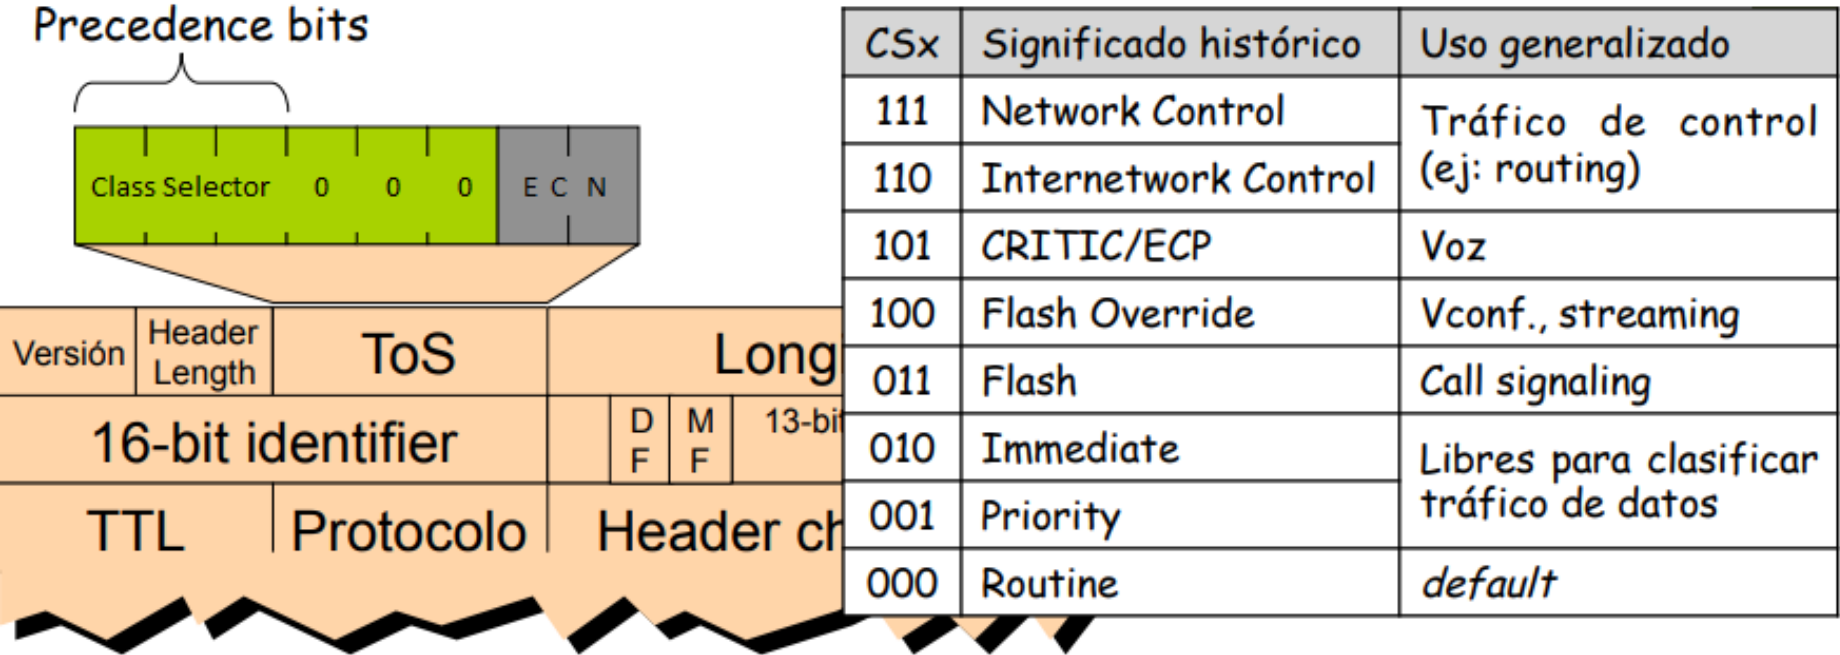 Precedence bits
Class Selector 0 0 0 E C N
Versión Header Length ToS Long
16-bit identifier D F M F 13-bit
TTL Protocolo Header ch
CSx Significado histórico Uso generalizado
111 Network Control Tráfico de control
110 Internetwork Control (ej: routing)
101 CRITIC/ECP Voz
100 Flash Override Vconf., streaming
011 Flash Call signaling
010 Immediate Libres para clasificar
001 Priority tráfico de datos
000 Routine default